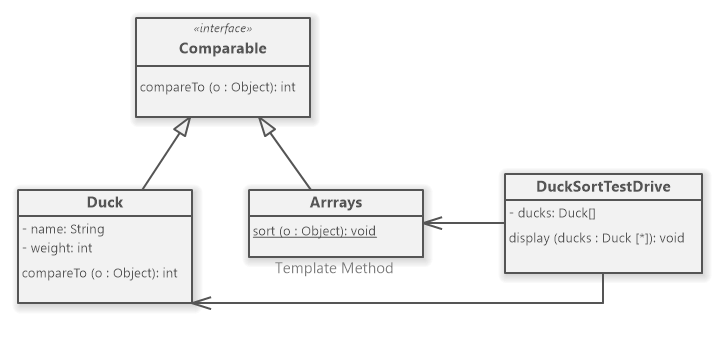 «interface»
Comparable
compareTo (o : Object): int
Duck
- name: String
- weight: int
compareTo (o : Object): int
Arrrays
sort (o : Object): void
Template Method
DuckSortTestDrive
- ducks: Duck[]
display (ducks : Duck [*]): void